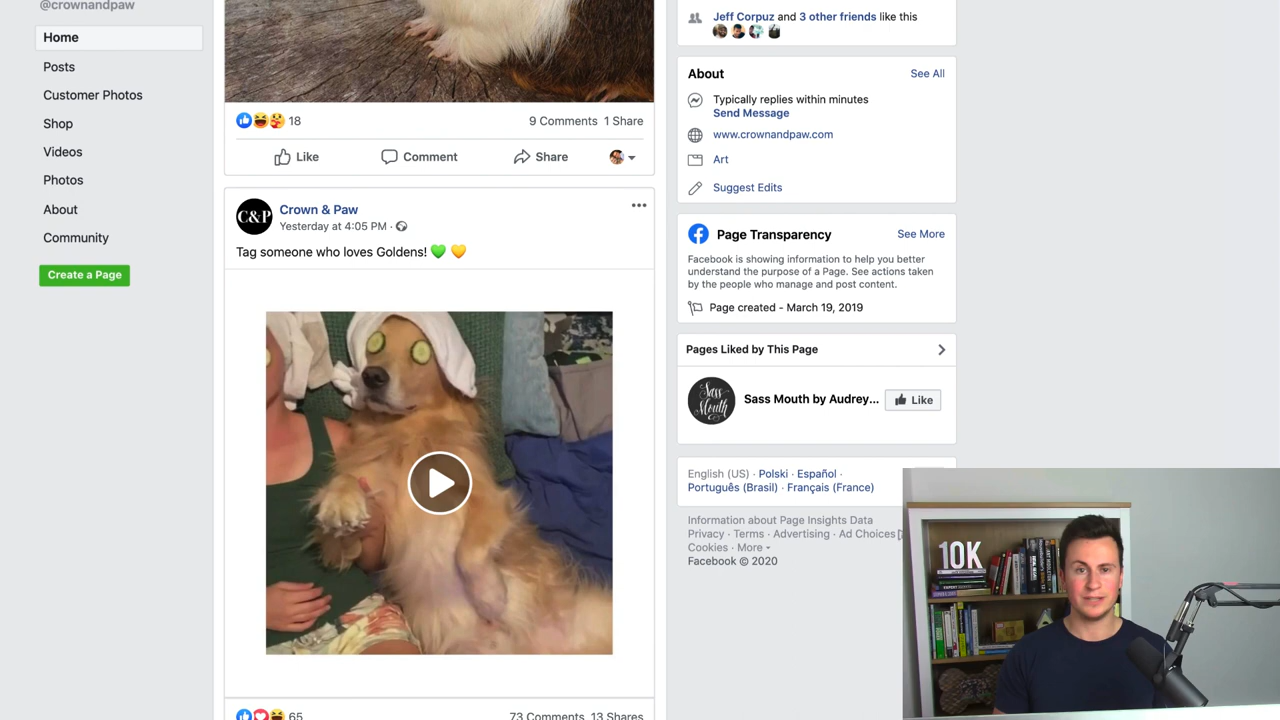 @crownandpaw
Home
Posts
Customer Photos
Shop
Videos
Photos
About
Community
Create a Page
18
9 Comments 1 Share
Like
Comment
Share
C&P
Crown & Paw
Yesterday at 4:05 PM ·
Tag someone who loves Goldens!
65
73 Comments 13 Shares
Jeff Corpuz and 3 other friends like this
About
See All
Typically replies within minutes
Send Message
www.crownandpaw.com
Art
Suggest Edits
Page Transparency
See More
Facebook is showing information to help you better
understand the purpose of a Page. See actions taken
by the people who manage and post content.
Page created - March 19, 2019
Pages Liked by This Page
Sass
Mouth
Sass Mouth by Audrey...
Like
English (US) · Polski · Español ·
Português (Brasil) · Français (France)
Information about Page Insights Data
Privacy · Terms · Advertising · Ad Choices
Cookies · More
Facebook © 2020
10K